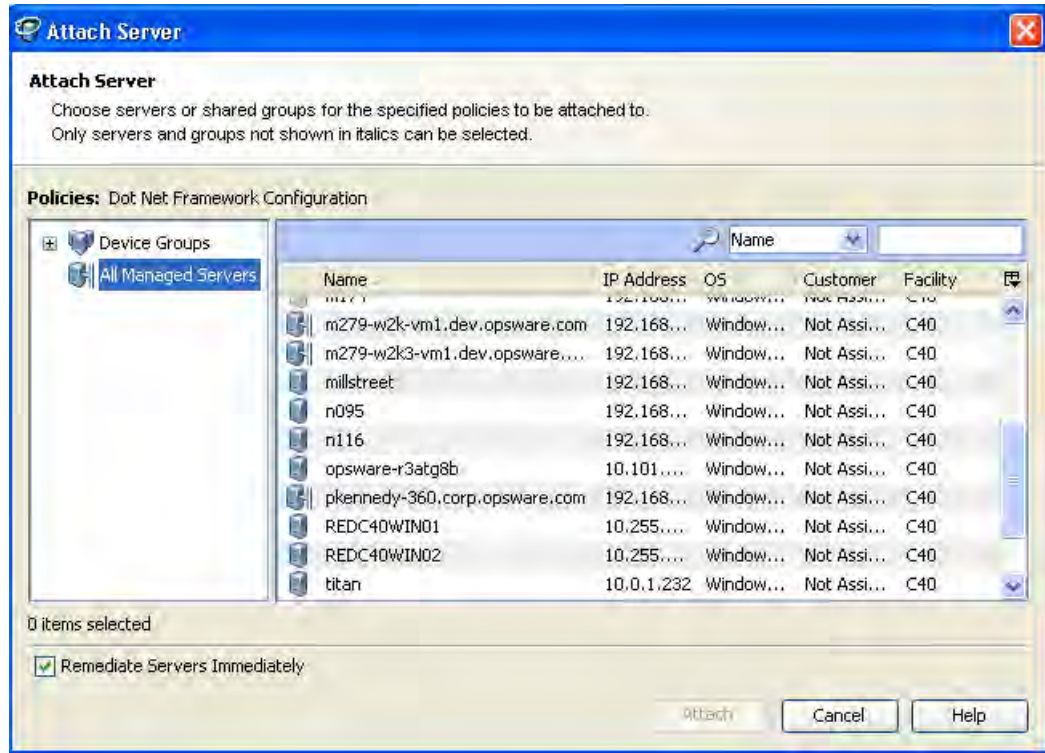 Attach Server
Attach Server
Choose servers or shared groups for the specified policies to be attached to.
Only servers and groups not shown in italics can be selected.
Policies: Dot Net Framework Configuration
Device Groups
All Managed Servers
Name
Name IP Address OS Customer Facility
m279-w2k-vm1.dev.opsware.com 192.168... Window... Not Assi... C40
m279-w2k3-vm1.dev.opsware.... 192.168... Window... Not Assi... C40
millstreet 192.168... Window... Not Assi... C40
n095 192.168... Window... Not Assi... C40
n116 192.168... Window... Not Assi... C40
opsware-r3atg8b 10.101.... Window... Not Assi... C40
pkennedy-360.corp.opsware.com 192.168... Window... Not Assi... C40
REDC40WIN01 10.255.... Window... Not Assi... C40
REDC40WIN02 10.255.... Window... Not Assi... C40
titan 10.0.1.232 Window... Not Assi... C40
0 items selected
Remediate Servers Immediately
Attach Cancel Help